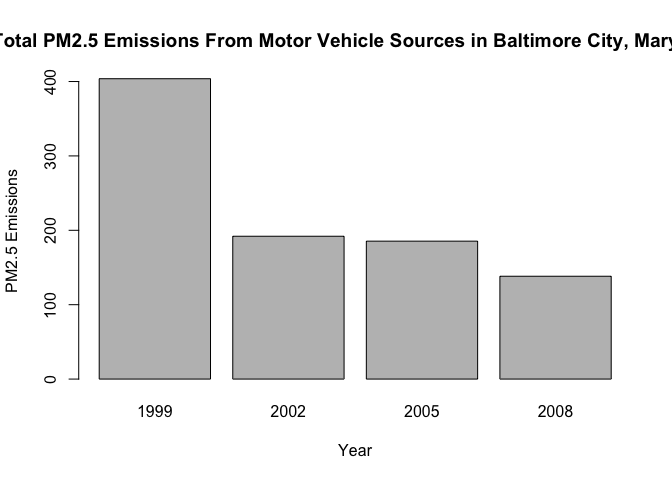 Total PM2.5 Emissions From Motor Vehicle Sources in Baltimore City, Mary
PM2.5 Emissions
400
300
200
100
0
1999 2002 2005 2008
Year